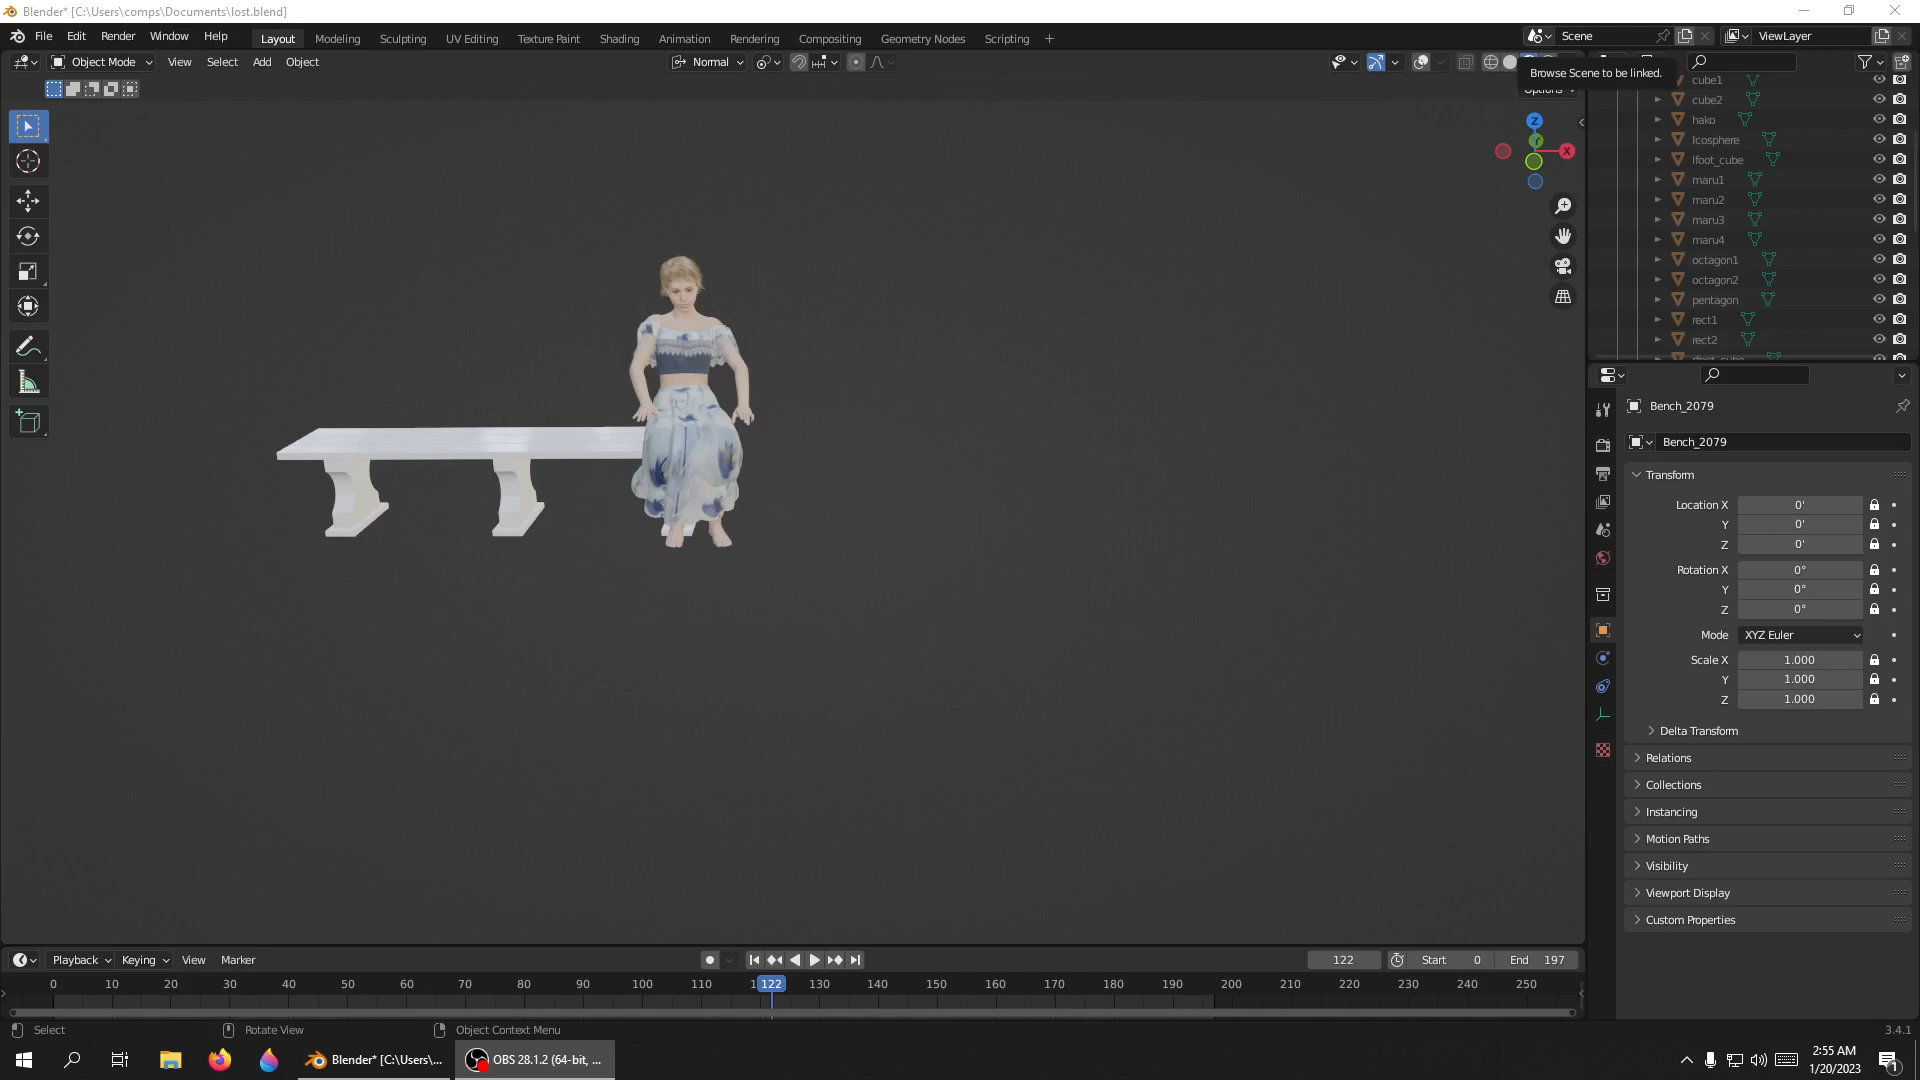 Blender* [C:\Users\comps\Documents\lost.blend]
File Edit Render Window Help Layout Modeling Sculpting UV Editing Texture Paint Shading Animation Rendering Compositing Geometry Nodes Scripting + Scene ViewLayer
Object Mode View Select Add Object Normal
Browse Scene to be linked.
Options
Z
Y
X
cube1
cube2
hako
Icosphere
lfoot_cube
maru1
maru2
maru3
maru4
octagon1
octagon2
pentagon
rect1
rect2
rfoot_cube
Bench_2079
Bench_2079
Transform
Location X 0'
Y 0'
Z 0'
Rotation X 0°
Y 0°
Z 0°
Mode XYZ Euler
Scale X 1.000
Y 1.000
Z 1.000
Delta Transform
Relations
Collections
Instancing
Motion Paths
Visibility
Viewport Display
Custom Properties
Playback Keying View Marker 122 Start 0 End 197
0 10 20 30 40 50 60 70 80 90 100 110 122 130 140 150 160 170 180 190 200 210 220 230 240 250
Select Rotate View Object Context Menu 3.4.1
Blender* [C:\Users\... OBS 28.1.2 (64-bit, ...
2:55 AM
1/20/2023
1